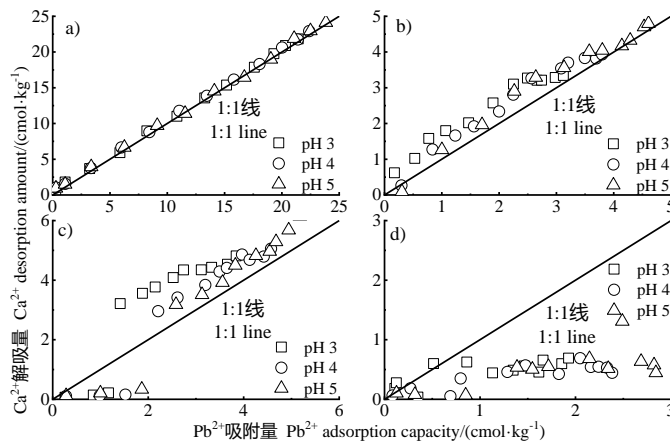 Ca²⁺解吸量 Ca²⁺ desorption amount/(cmol·kg⁻¹)
25
20
15
10
5
0
a)
1:1线
1:1 line
pH 3
pH 4
pH 5
0 5 10 15 20 25
5
4
3
2
1
0
b)
1:1线
1:1 line
pH 3
pH 4
pH 5
0 1 2 3 4 5
6
4
2
0
c)
1:1线
1:1 line
pH 3
pH 4
pH 5
0 2 4 6
3
2
1
0
d)
1:1线
1:1 line
pH 3
pH 4
pH 5
0 1 2 3
Pb²⁺吸附量 Pb²⁺ adsorption capacity/(cmol·kg⁻¹)